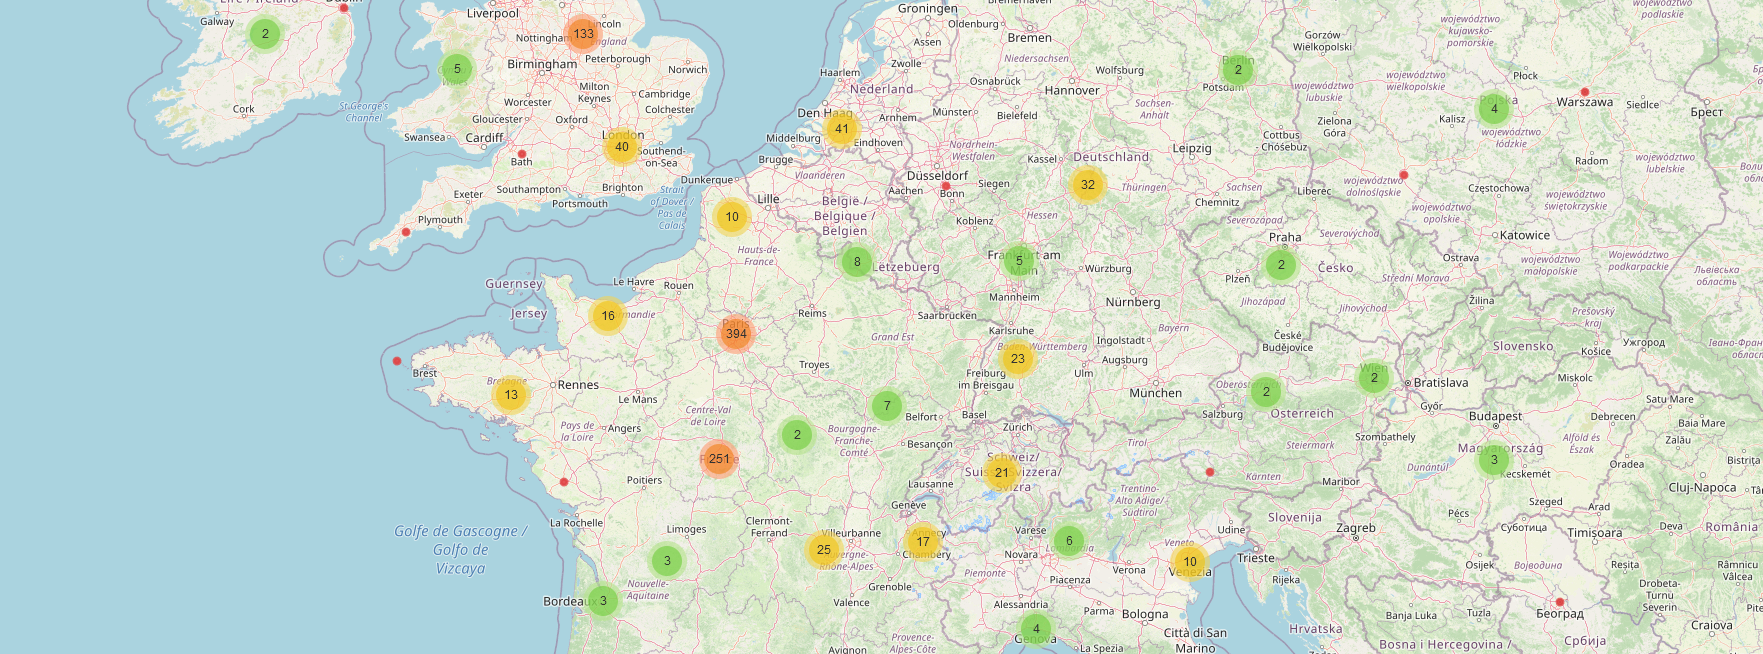 Éire / Ireland
Dublin
Galway
2
Cork
St George's
Channel
Liverpool
Lincoln
133
Nottingham
England
Peterborough
Birmingham
Norwich
5
Milton
Keynes
Cambridge
Colchester
Worcester
Gloucester
Oxford
Swansea
Cardiff
London
40
Southend-
on-Sea
Bath
Exeter
Southampton
Brighton
Portsmouth
Plymouth
Strait
of Dover /
Pas de
Calais
Groningen
Oldenburg
Assen
Bremen
Zwolle
Niedersachsen
Haarlem
Nederland
Osnabrück
Wolfsburg
Hannover
Den Haag
41
Arnhem
Münster
Bielefeld
Sachsen-
Anhalt
Middelburg
Eindhoven
Brugge
Nordrhein-
Westfalen
Kassel
Deutschland
Leipzig
Dunkerque
Vlaanderen
Düsseldorf
Aachen
Bonn
Siegen
32
Thüringen
Sachsen
Chemnitz
Lille
België /
Belgique /
Belgien
Koblenz
Hessen
10
Hauts-de-
France
8
Letzebuerg
5
Frankfurt am
Main
Würzburg
Berlin
2
Potsdam
Cottbus -
Chóśebuz
Gorzów
Wielkopolski
województwo
kujawsko-
pomorskie
województwo
podlaskie
województwo
lubuskie
województwo
wielkopolskie
Płock
Polska
4
Warszawa
Siedlce
Брест
Zielona
Góra
Kalisz
województwo
łódzkie
Radom
województwo
lubelskie
Liberec
województwo
dolnośląskie
Częstochowa
województwo
opolskie
województwo
świętokrzyskie
Severozápad
Severovýchod
Katowice
Praha
2
Plzeň
Česko
Střední Morava
Ostrava
województwo
małopolskie
województwo
podkarpackie
Львівська
область
Jihozápad
Jihovýchod
Žilina
Prešovský
kraj
Guernsey
Jersey
Le Havre
Rouen
16
Normandie
Reims
Paris
394
Saarbrücken
Mannheim
Nürnberg
Karlsruhe
Grand Est
Baden-Württemberg
23
Bayern
Ingolstadt
Augsburg
České
Budějovice
Slovensko
Košice
Ужгород
Івано-Франківська
область
Brest
Bretagne
13
Rennes
Troyes
Freiburg
im Breisgau
Ulm
München
Oberösterreich
2
Wien
2
Bratislava
Miskolc
Satu Mare
Le Mans
Centre-Val
de Loire
7
Belfort
Basel
Salzburg
Österreich
Győr
Budapest
Debrecen
Baia Mare
Angers
Pays de
la Loire
2
Bourgogne-
Franche-
Comté
Besançon
Zürich
Tirol
Steiermark
Szombathely
Magyarország
Alföld és
Észak
Zalău
251
France
Schweiz/
Suisse/Svizzera/
Svizra
21
Kärnten
Maribor
Dunántúl
3
Kecskemét
Oradea
Bistrița
Poitiers
Lausanne
Trentino-
Alto Adige/
Südtirol
Szeged
Cluj-Napoca
Genève
Slovenija
Pécs
Arad
Deva
România
La Rochelle
Golfe de Gascogne /
Golfo de
Vizcaya
Limoges
Clermont-
Ferrand
Villeurbanne
25
Auvergne-
Rhône-Alpes
Annecy
17
Chambéry
Varese
6
Lombardia
Novara
Udine
Veneto
Zagreb
Суботица
Timișoara
3
Nouvelle-
Aquitaine
Grenoble
Piemonte
Piacenza
Verona
10
Venezia
Trieste
Rijeka
Osijek
Војводина
Reșița
Râmnicu
Vâlcea
Bordeaux
3
Valence
Alessandria
Parma
Bologna
Banja Luka
Tuzla
Београд
Drobeta-
Turnu
Severin
Craiova
4
Genova
La Spezia
Città di San
Marino
Hrvatska
Bosna i Hercegovina /
Србија
Avignon
Provence-
Alpes-Côte